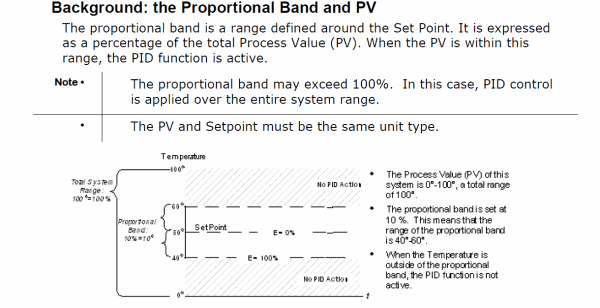 Background: the Proportional Band and PV
The proportional band is a range defined around the Set Point. It is expressed
as a percentage of the total Process Value (PV). When the PV is within this
range, the PID function is active.
Note •
The proportional band may exceed 100%. In this case, PID control
is applied over the entire system range.
• The PV and Setpoint must be the same unit type.
Temperature
100°
Total System
Range:
100°=100%
No PID Action
60°
Proportional
Band:
10%=10°
SetPoint
50°
E= 0%
40°
E= 100%
No PID Action
0°
t
• The Process Value (PV) of this
system is 0°-100°, a total range
of 100°.
• The proportional band is set at
10 %. This means that the
range of the proportional band
is 40°-60°.
• When the Temperature is
outside of the proportional
band, the PID function is not
active.